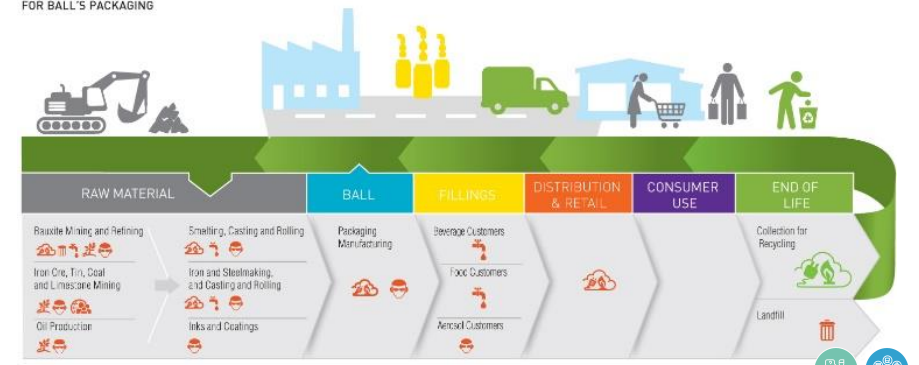 FOR BALL'S PACKAGING
RAW MATERIAL
BALL
FILLINGS
DISTRIBUTION
& RETAIL
CONSUMER
USE
END OF
LIFE
Bauxite Mining and Refining
Iron Ore, Tin, Coal
and Limestone Mining
Oil Production
Smelting, Casting and Rolling
Iron and Steelmaking,
and Casting and Rolling
Inks and Coatings
Packaging
Manufacturing
Beverage Customers
Food Customers
Aerosol Customers
Collection for
Recycling
Landfill